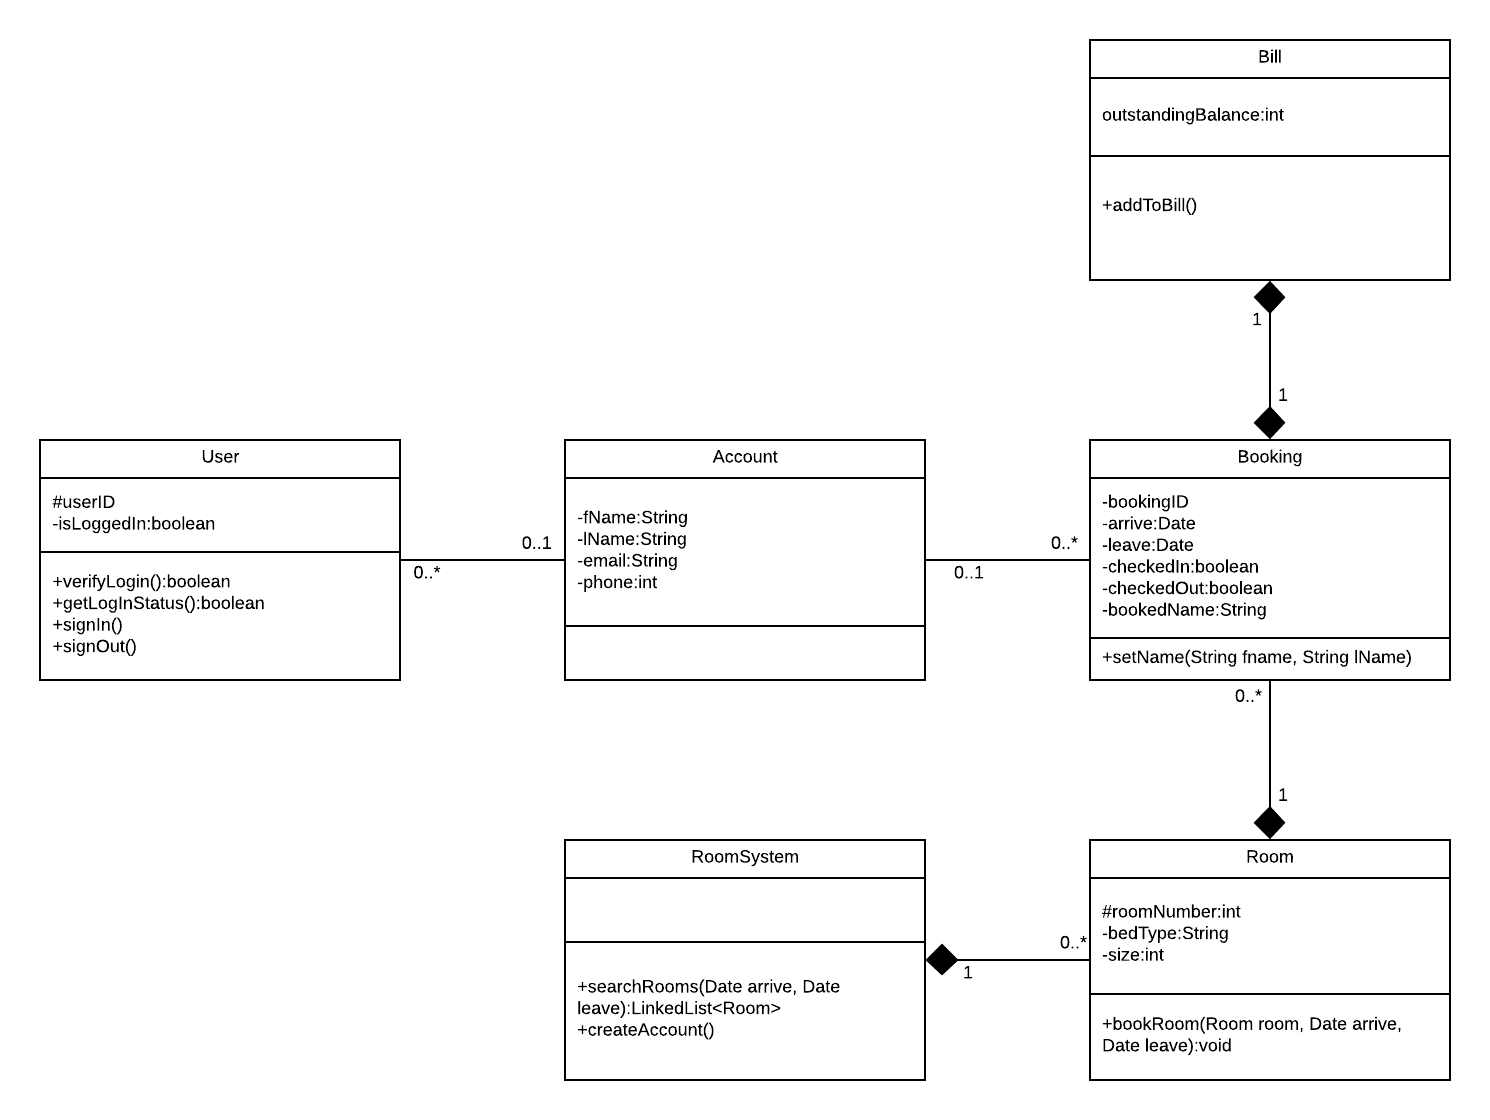 Bill
outstandingBalance:int
+addToBill()
1
1
User
#userID
-isLoggedIn:boolean
+verifyLogin():boolean
+getLogInStatus():boolean
+signIn()
+signOut()
0..1
0..*
Account
-fName:String
-lName:String
-email:String
-phone:int
0..*
0..1
Booking
-bookingID
-arrive:Date
-leave:Date
-checkedIn:boolean
-checkedOut:boolean
-bookedName:String
+setName(String fname, String lName)
0..*
1
RoomSystem
+searchRooms(Date arrive, Date
leave):LinkedList<Room>
+createAccount()
0..*
1
Room
#roomNumber:int
-bedType:String
-size:int
+bookRoom(Room room, Date arrive,
Date leave):void